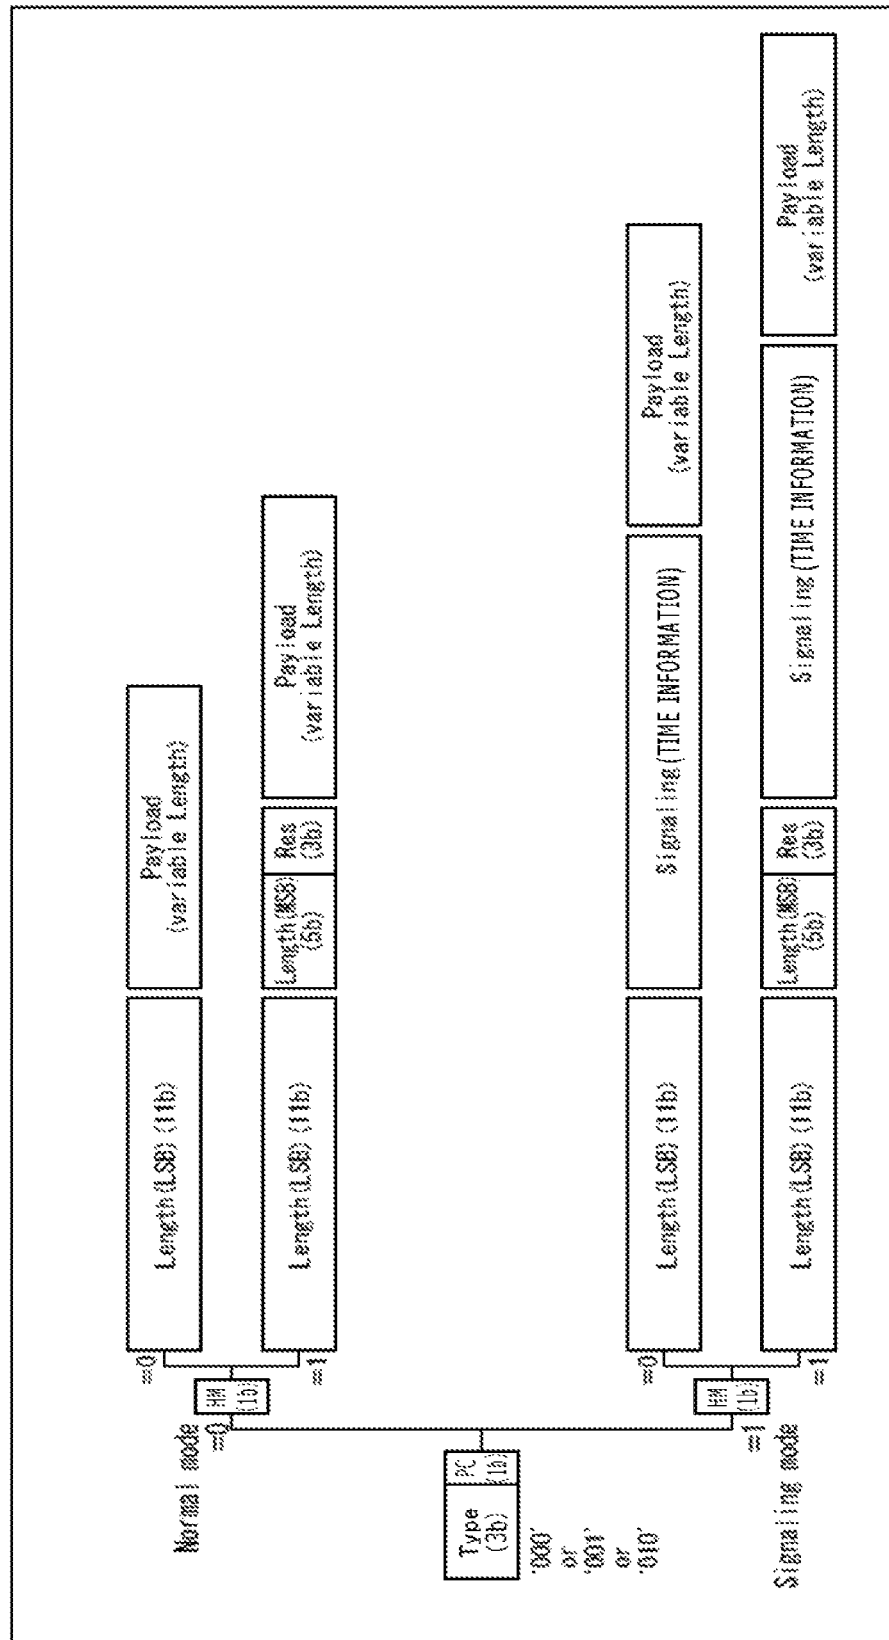 Normal mode
=0
HM
(1b)
=0
Length(LSB) (11b)
Payload
(variable Length)
=1
Length(LSB) (11b)
Length(MSB)
(5b)
Res
(3b)
Payload
(variable Length)
Type
(3b)
PC
(1b)
'000'
or
'001'
or
'010'
Signaling mode
=1
HM
(1b)
=0
Length(LSB) (11b)
Signaling(TIME INFORMATION)
Payload
(variable Length)
=1
Length(LSB) (11b)
Length(MSB)
(5b)
Res
(3b)
Signaling(TIME INFORMATION)
Payload
(variable Length)